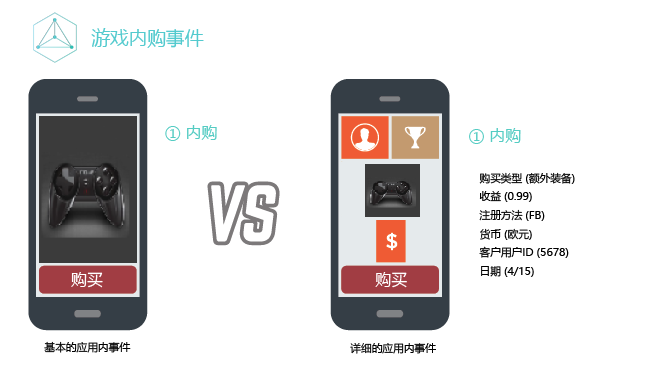 游戏内购事件
① 内购
购买
基本的应用内事件
VS
① 内购
购买类型 (额外装备)
收益 (0.99)
注册方法 (FB)
货币 (欧元)
客户用户ID (5678)
日期 (4/15)
$
购买
详细的应用内事件